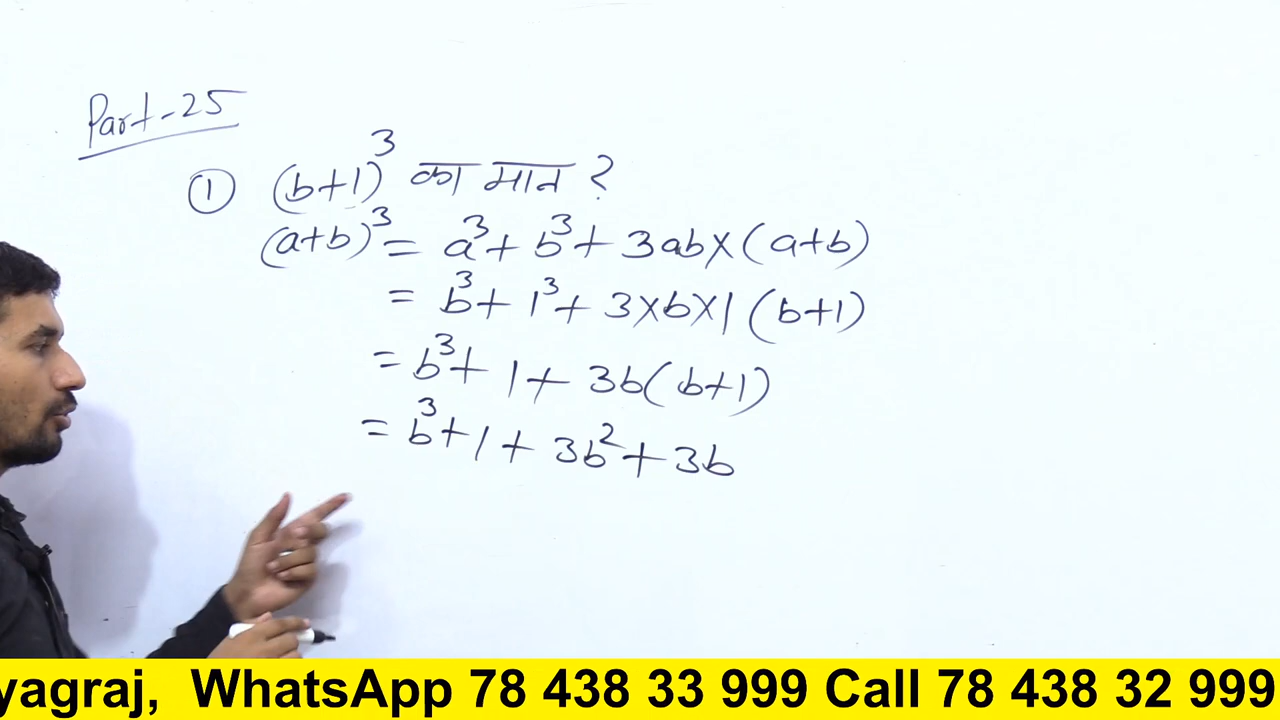 Part-25
① (b+1)³ का मान ?
(a+b)³ = a³ + b³ + 3ab×(a+b)
= b³ + 1³ + 3×b×1 (b+1)
= b³ + 1 + 3b(b+1)
= b³ + 1 + 3b² + 3b
yagraj, WhatsApp 78 438 33 999 Call 78 438 32 999